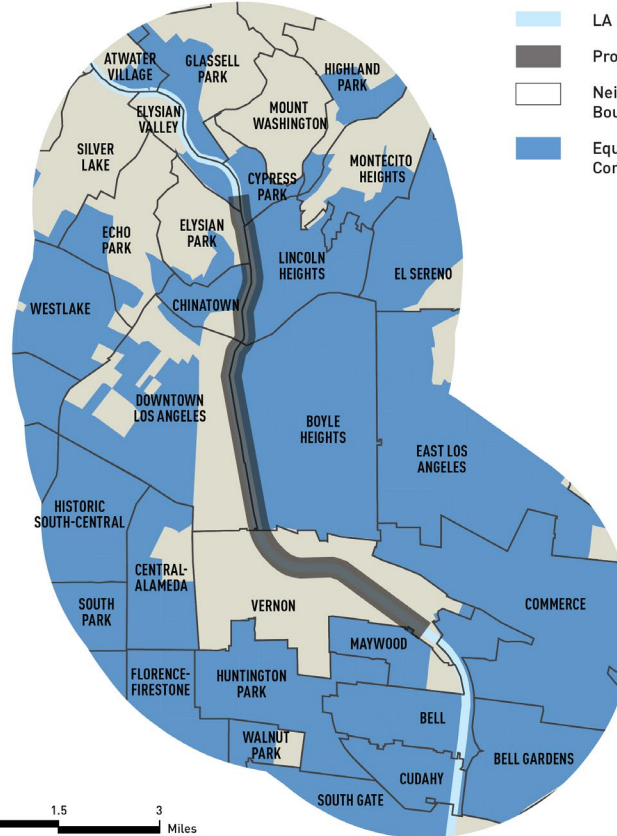 LA
Pro
Nei
Bou
Equ
Con
ATWATER
VILLAGE
GLASSELL
PARK
HIGHLAND
PARK
ELYSIAN
VALLEY
MOUNT
WASHINGTON
SILVER
LAKE
MONTECITO
HEIGHTS
CYPRESS
PARK
ECHO
PARK
ELYSIAN
PARK
LINCOLN
HEIGHTS
EL SERENO
WESTLAKE
CHINATOWN
DOWNTOWN
LOS ANGELES
BOYLE
HEIGHTS
EAST LOS
ANGELES
HISTORIC
SOUTH-CENTRAL
CENTRAL-
ALAMEDA
SOUTH
PARK
VERNON
COMMERCE
MAYWOOD
FLORENCE-
FIRESTONE
HUNTINGTON
PARK
BELL
WALNUT
PARK
BELL GARDENS
CUDAHY
SOUTH GATE
1.5 3
Miles